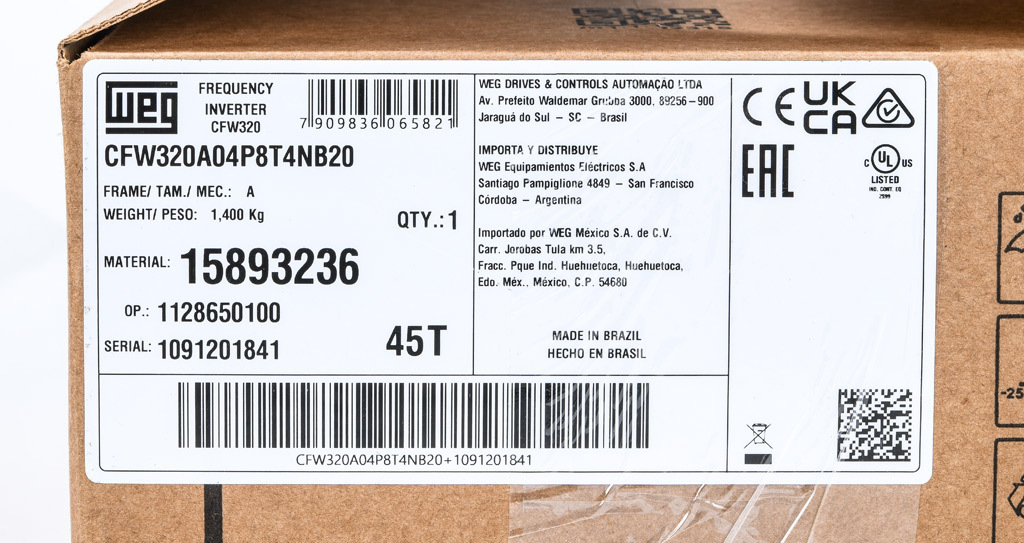 WEG
FREQUENCY
INVERTER
CFW320
7 909836 065821
CFW320A04P8T4NB20
FRAME/ TAM./ MEC.: A
WEIGHT/ PESO: 1,400 Kg
QTY.: 1
MATERIAL: 15893236
OP.: 1128650100
SERIAL: 1091201841
45T
WEG DRIVES & CONTROLS AUTOMAÇÃO LTDA
Av. Prefeito Waldemar Grubba 3000, 89256-900
Jaraguá do Sul - SC - Brasil
IMPORTA Y DISTRIBUYE
WEG Equipamientos Eléctricos S.A
Santiago Pampiglione 4849 - San Francisco
Córdoba - Argentina
Importado por WEG México S.A. de C.V.
Carr. Jorobas Tula km 3.5,
Fracc. Pque Ind. Huehuetoca, Huehuetoca,
Edo. Méx., México, C.P. 54680
MADE IN BRAZIL
HECHO EN BRASIL
CE
UK
CA
EAC
C UL US
LISTED
IND. CONT. EQ
CFW320A04P8T4NB20+1091201841
-25